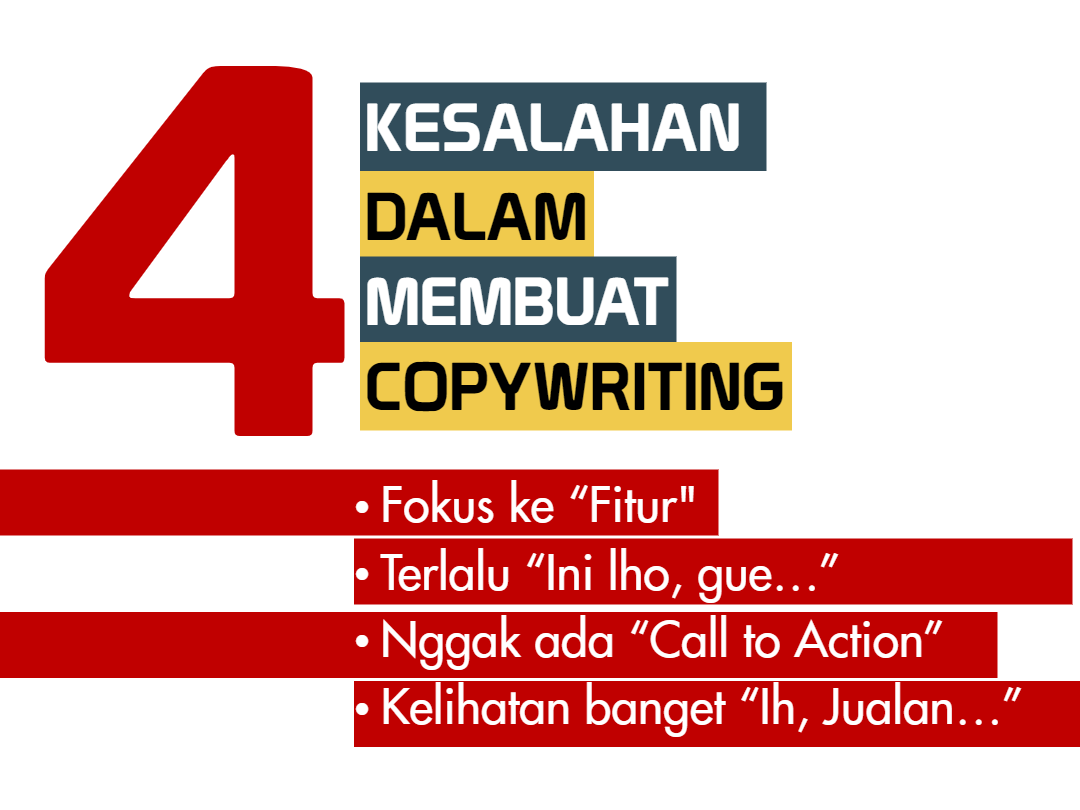 4
KESALAHAN
DALAM
MEMBUAT
COPYWRITING
• Fokus ke “Fitur"
• Terlalu “Ini lho, gue...”
• Nggak ada “Call to Action”
• Kelihatan banget “Ih, Jualan...”